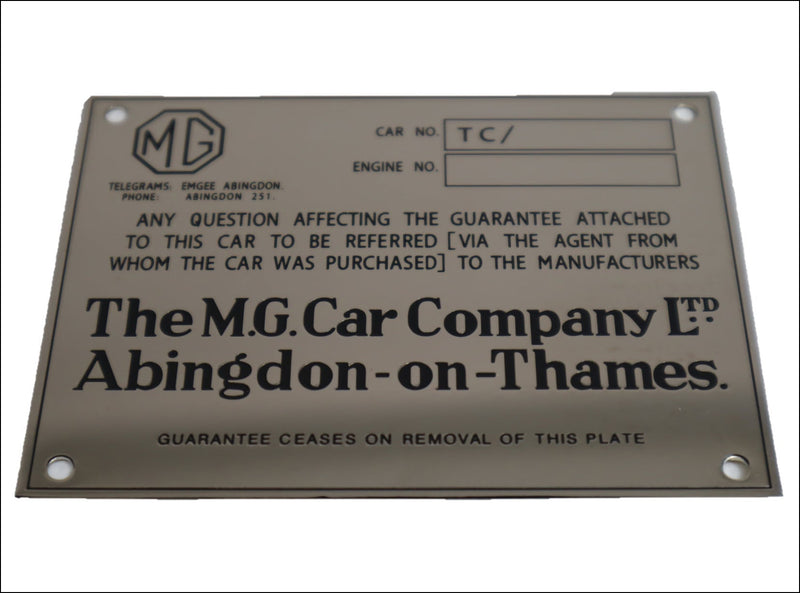 MG
CAR NO. TC/
ENGINE NO.
TELEGRAMS: EMGEE ABINGDON.
PHONE: ABINGDON 251.
ANY QUESTION AFFECTING THE GUARANTEE ATTACHED
TO THIS CAR TO BE REFERRED [VIA THE AGENT FROM
WHOM THE CAR WAS PURCHASED] TO THE MANUFACTURERS
The M.G. Car Company LTD
Abingdon-on-Thames.
GUARANTEE CEASES ON REMOVAL OF THIS PLATE